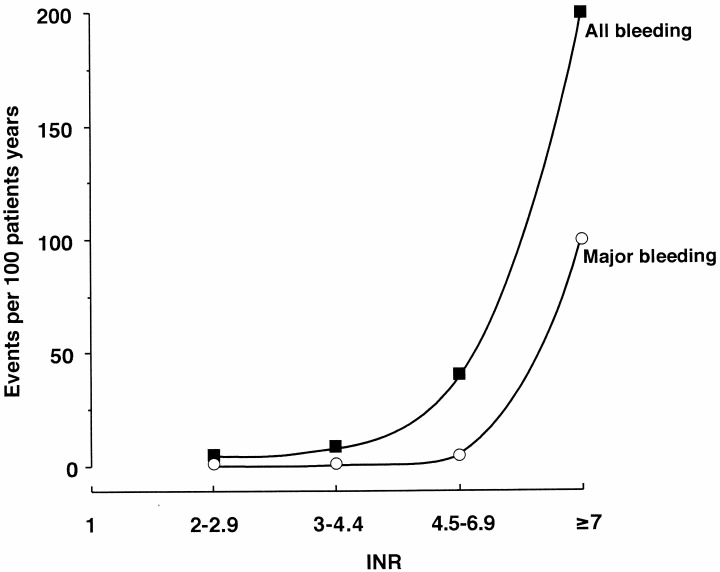 200
All bleeding
150
Events per 100 patients years
100
Major bleeding
50
0
1 2-2.9 3-4.4 4.5-6.9 ≥7
INR